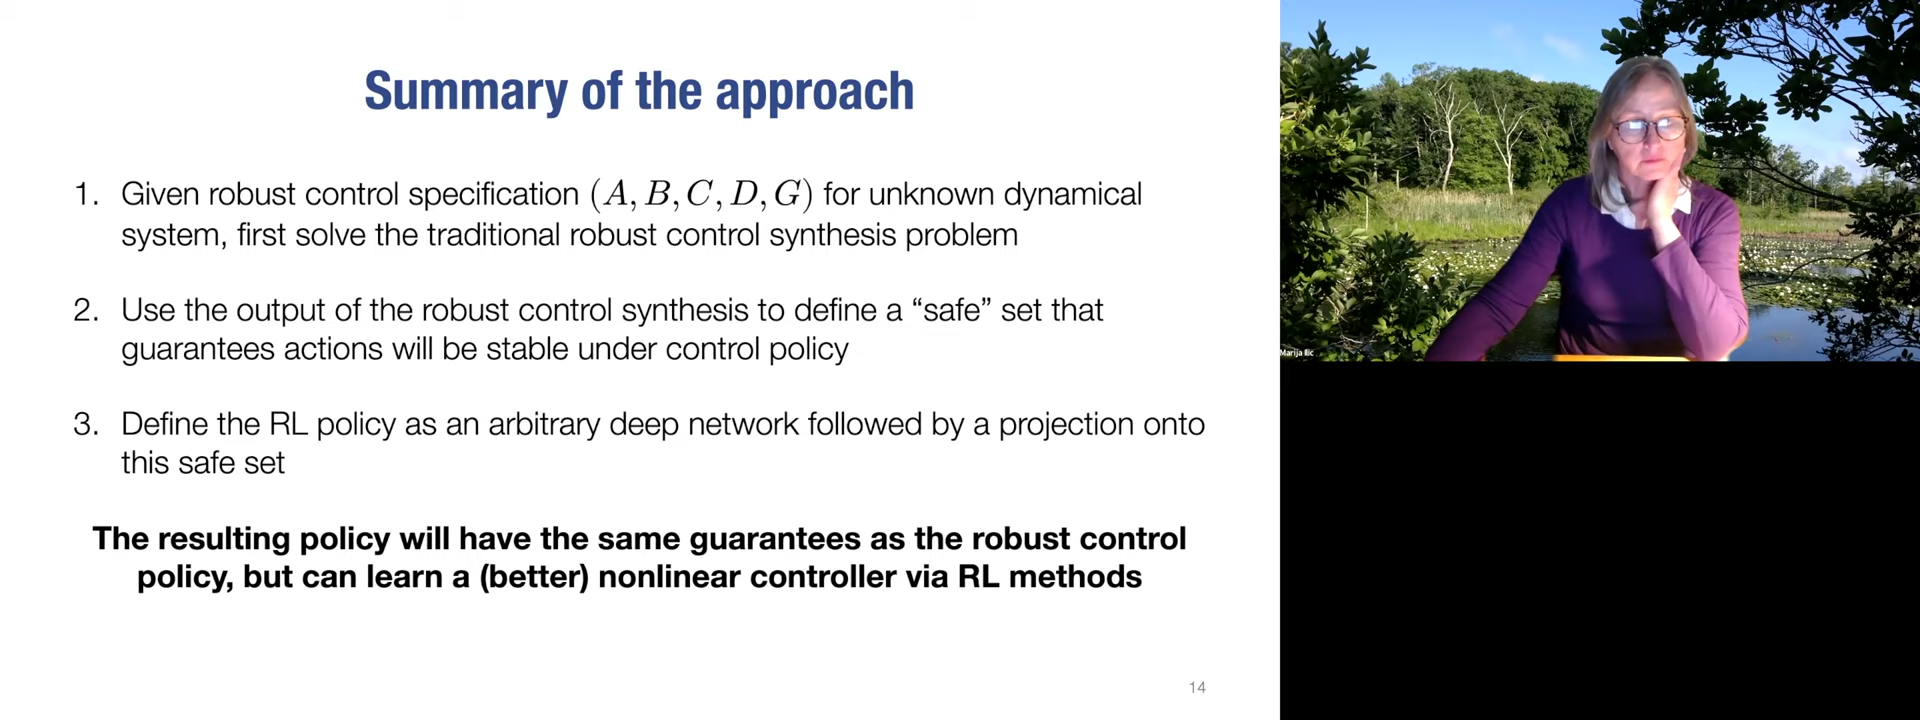 Summary of the approach
1. Given robust control specification (A, B, C, D, G) for unknown dynamical
system, first solve the traditional robust control synthesis problem
2. Use the output of the robust control synthesis to define a “safe” set that
guarantees actions will be stable under control policy
3. Define the RL policy as an arbitrary deep network followed by a projection onto
this safe set
The resulting policy will have the same guarantees as the robust control
policy, but can learn a (better) nonlinear controller via RL methods
14
Marija Ilic